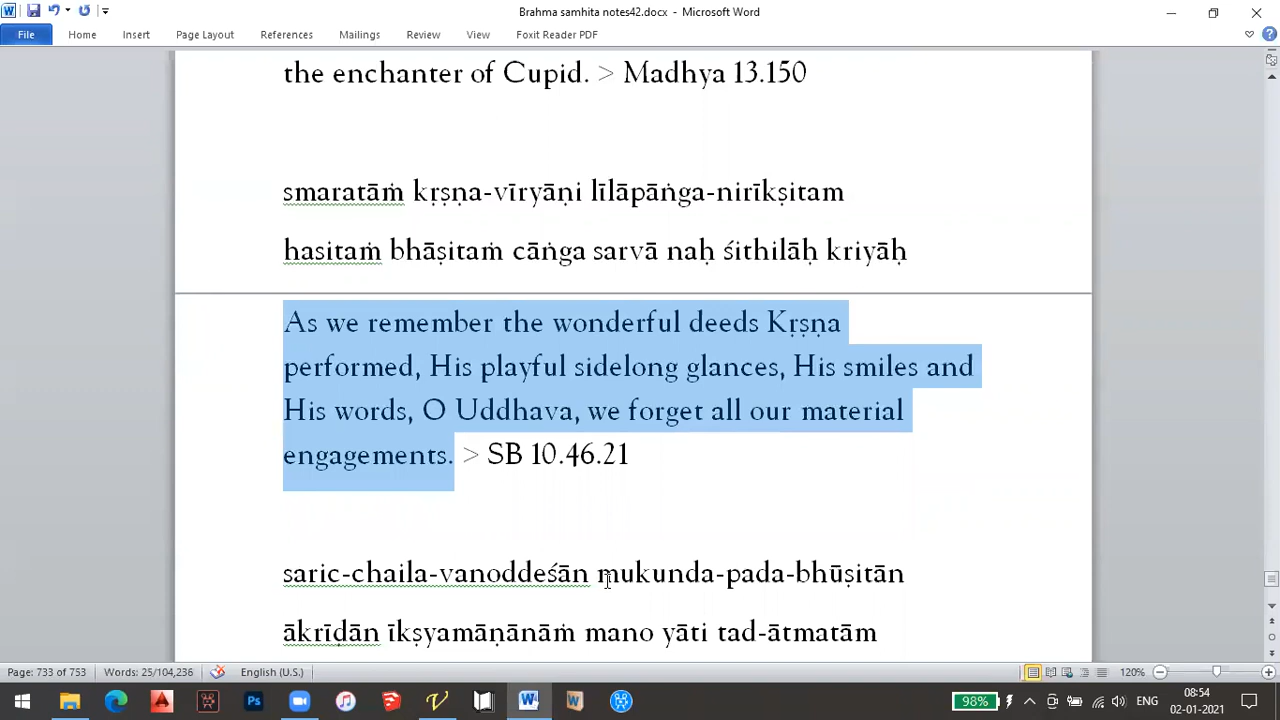 Brahma samhita notes42.docx - Microsoft Word
File Home Insert Page Layout References Mailings Review View Foxit Reader PDF
the enchanter of Cupid. > Madhya 13.150
smaratāṁ kṛṣṇa-vīryāṇi līlāpāṅga-nirīkṣitam
hasitaṁ bhāṣitaṁ cāṅga sarvā naḥ śithilāḥ kriyāḥ
As we remember the wonderful deeds Kṛṣṇa
performed, His playful sidelong glances, His smiles and
His words, O Uddhava, we forget all our material
engagements. > SB 10.46.21
saric-chaila-vanoddeśān mukunda-pada-bhūṣitān
ākrīḍān īkṣyamāṇānāṁ mano yāti tad-ātmatām
Page: 733 of 753 Words: 25/104,236 English (U.S.) 120%
98% ENG 08:54
02-01-2021